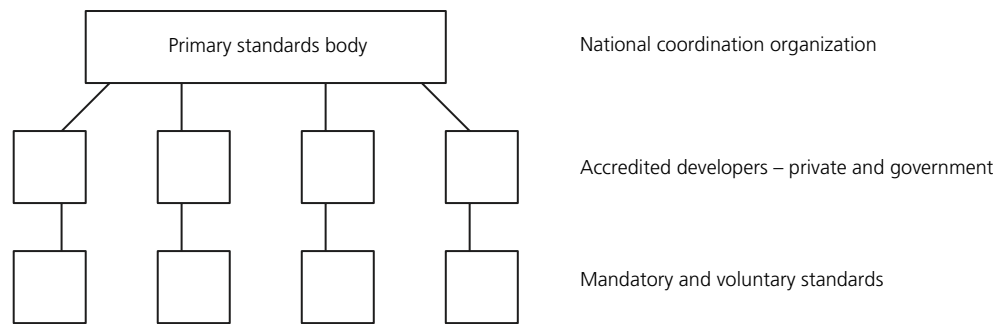 Primary standards body
National coordination organization
Accredited developers – private and government
Mandatory and voluntary standards